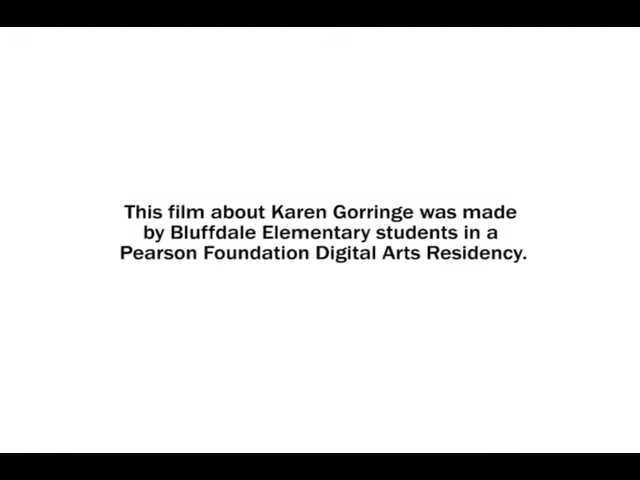 This film about Karen Gorringe was made
by Bluffdale Elementary students in a
Pearson Foundation Digital Arts Residency.